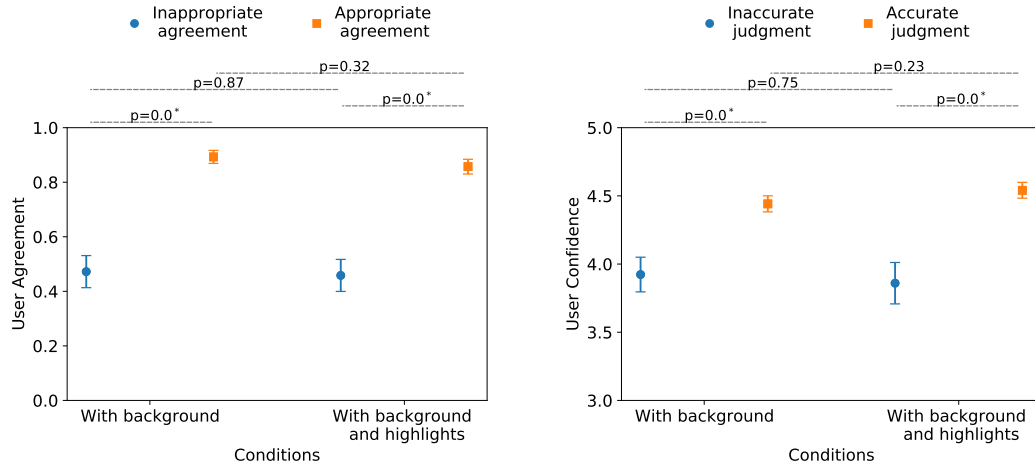 Inappropriate agreement
Appropriate agreement
p=0.32
p=0.87
p=0.0*
p=0.0*
1.0
0.8
0.6
0.4
0.2
0.0
User Agreement
With background
With background and highlights
Conditions
Inaccurate judgment
Accurate judgment
p=0.23
p=0.75
p=0.0*
p=0.0*
5.0
4.5
4.0
3.5
3.0
User Confidence
With background
With background and highlights
Conditions